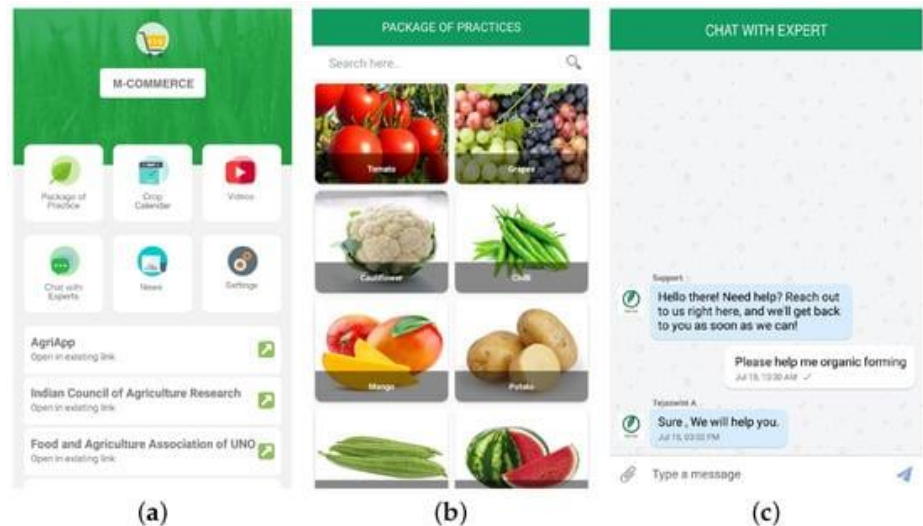 M-COMMERCE
Package of
Practice
Crop
Calendar
Videos
Chat with
Experts
News
Settings
AgriApp
Open in existing link
Indian Council of Agriculture Research
Open in existing link
Food and Agriculture Association of UNO
Open in existing link
(a)
PACKAGE OF PRACTICES
Search here..
Tomato
Grapes
Cauliflower
Chilli
Mango
Potato
(b)
CHAT WITH EXPERT
Support
Hello there! Need help? Reach out
to us right here, and we'll get back
to you as soon as we can!
Please help me organic forming
Jul 15, 10:30 AM
Tejaswini A
Sure , We will help you.
Jul 15, 03:02 PM
Type a message
(c)